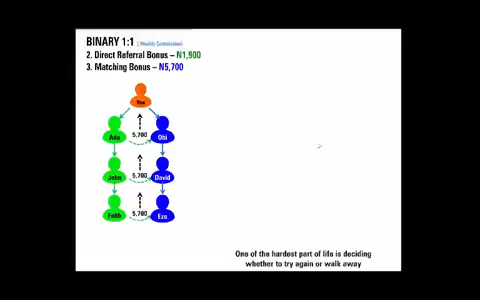 BINARY 1:1 ( Weekly Commission)
2. Direct Referral Bonus – N1,900
3. Matching Bonus – N5,700
You
Ada 5,700 Obi
John 5,700 David
Faith 5,700 Eze
One of the hardest part of life is deciding
whether to try again or walk away